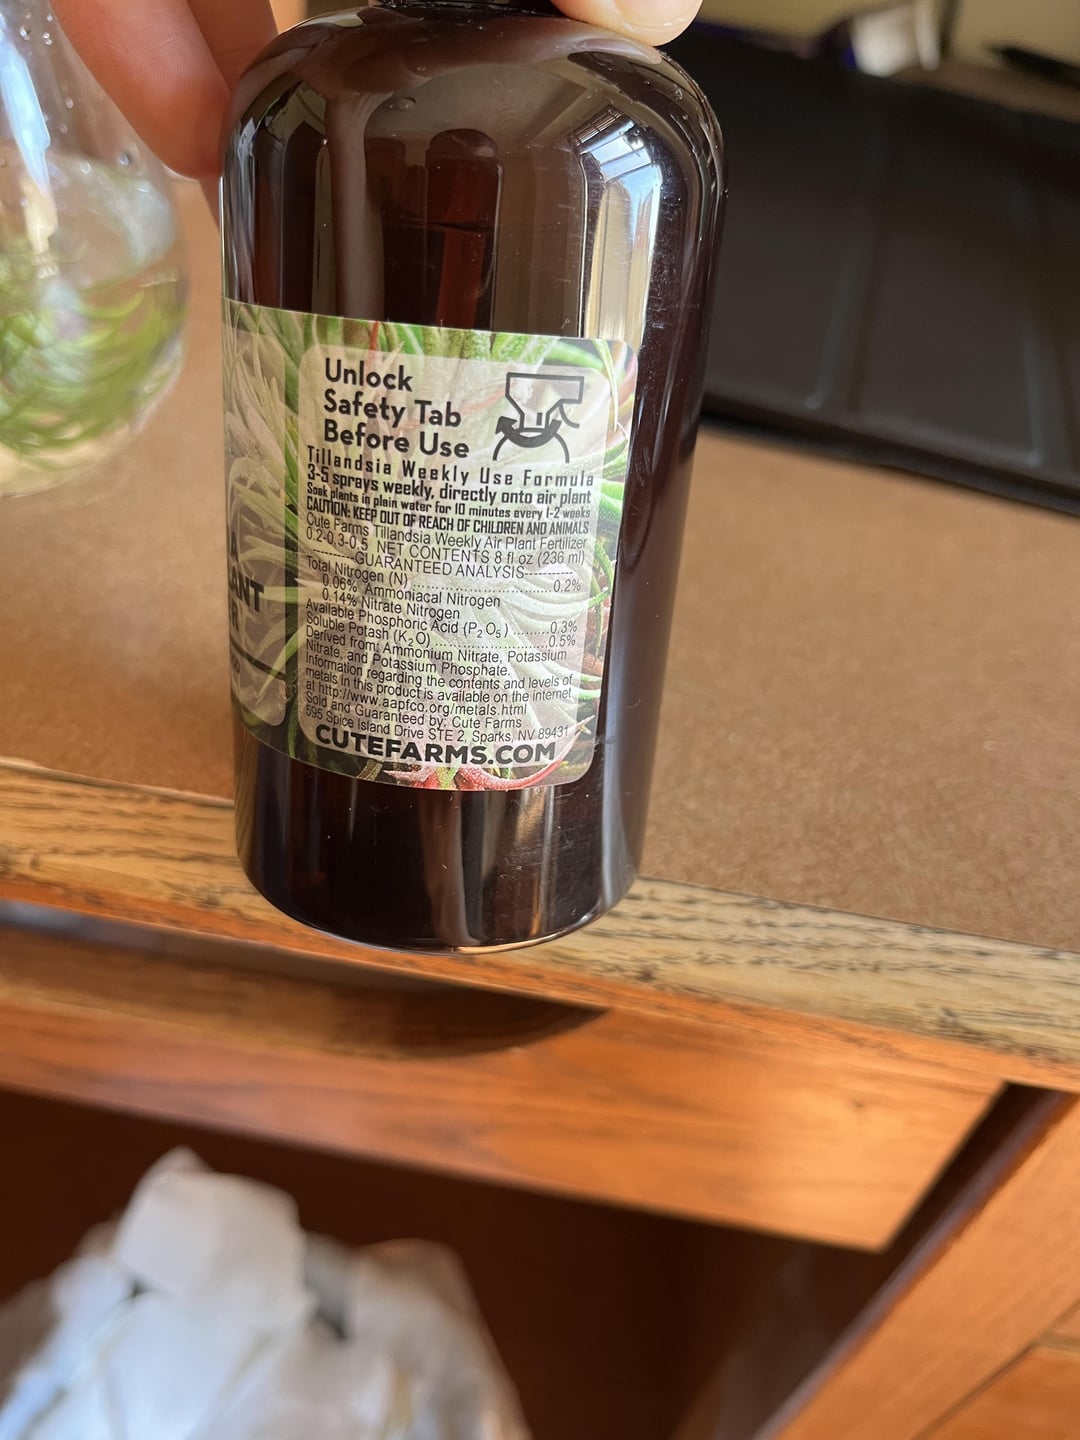 Unlock
Safety Tab
Before Use
Tillandsia Weekly Use Formula
3-5 sprays weekly, directly onto air plant
Soak plants in plain water for 10 minutes every 1-2 weeks
CAUTION: KEEP OUT OF REACH OF CHILDREN AND ANIMALS
Cute Farms Tillandsia Weekly Air Plant Fertilizer
0.2-0.3-0.5 NET CONTENTS 8 fl oz (236 ml)
---------GUARANTEED ANALYSIS-----------
Total Nitrogen (N) ........................0.2%
0.06% Ammoniacal Nitrogen
0.14% Nitrate Nitrogen
Available Phosphoric Acid (P2O5) .........0.3%
Soluble Potash (K2O) ........................0.5%
Derived from: Ammonium Nitrate, Potassium
Nitrate, and Potassium Phosphate.
Information regarding the contents and levels of
metals in this product is available on the internet
at http://www.aapfco.org/metals.html
Sold and Guaranteed by: Cute Farms
595 Spice Island Drive STE 2, Sparks, NV 89431
CUTEFARMS.COM